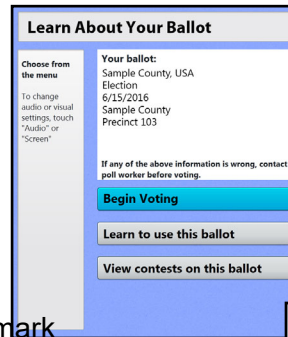 Learn About Your Ballot
Choose from
the menu
To change
audio or visual
settings, touch
"Audio" or
"Screen"
Your ballot:
Sample County, USA
Election
6/15/2016
Sample County
Precinct 103
If any of the above information is wrong, contact
poll worker before voting.
Begin Voting
Learn to use this ballot
View contests on this ballot
mark